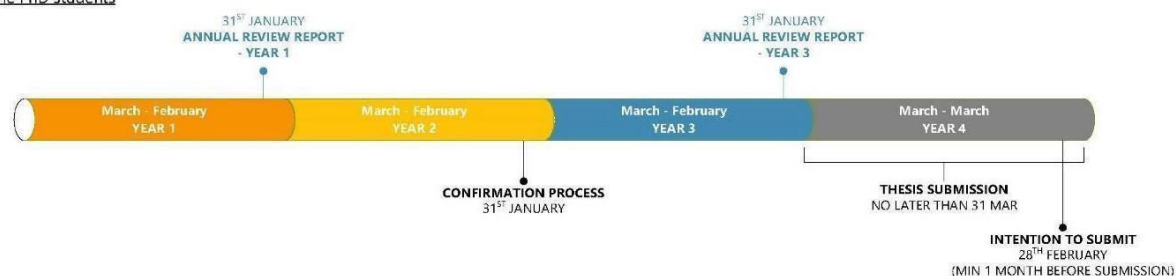 PhD students
31ST JANUARY
ANNUAL REVIEW REPORT
- YEAR 1
31ST JANUARY
ANNUAL REVIEW REPORT
- YEAR 3
March - February
YEAR 1
March - February
YEAR 2
March - February
YEAR 3
March - March
YEAR 4
CONFIRMATION PROCESS
31ST JANUARY
THESIS SUBMISSION
NO LATER THAN 31 MAR
INTENTION TO SUBMIT
28TH FEBRUARY
(MIN 1 MONTH BEFORE SUBMISSION)